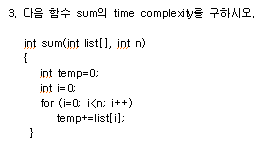 3. 다음 함수 sum의 time complexity를 구하시오.
int sum(int list[], int n)
{
int temp=0;
int i=0;
for (i=0; i<n; i++)
temp+=list[i];
}